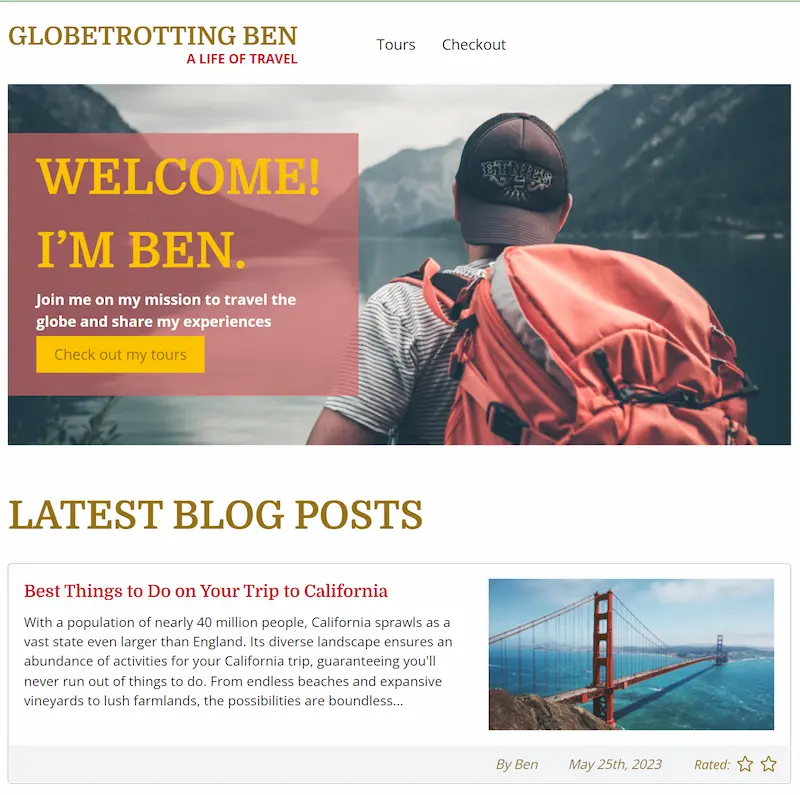 GLOBETROTTING BEN
A LIFE OF TRAVEL
Tours
Checkout
ETNIES
WELCOME!
I’M BEN.
Join me on my mission to travel the
globe and share my experiences
Check out my tours
LATEST BLOG POSTS
Best Things to Do on Your Trip to California
With a population of nearly 40 million people, California sprawls as a
vast state even larger than England. Its diverse landscape ensures an
abundance of activities for your California trip, guaranteeing you'll
never run out of things to do. From endless beaches and expansive
vineyards to lush farmlands, the possibilities are boundless...
By Ben
May 25th, 2023
Rated: